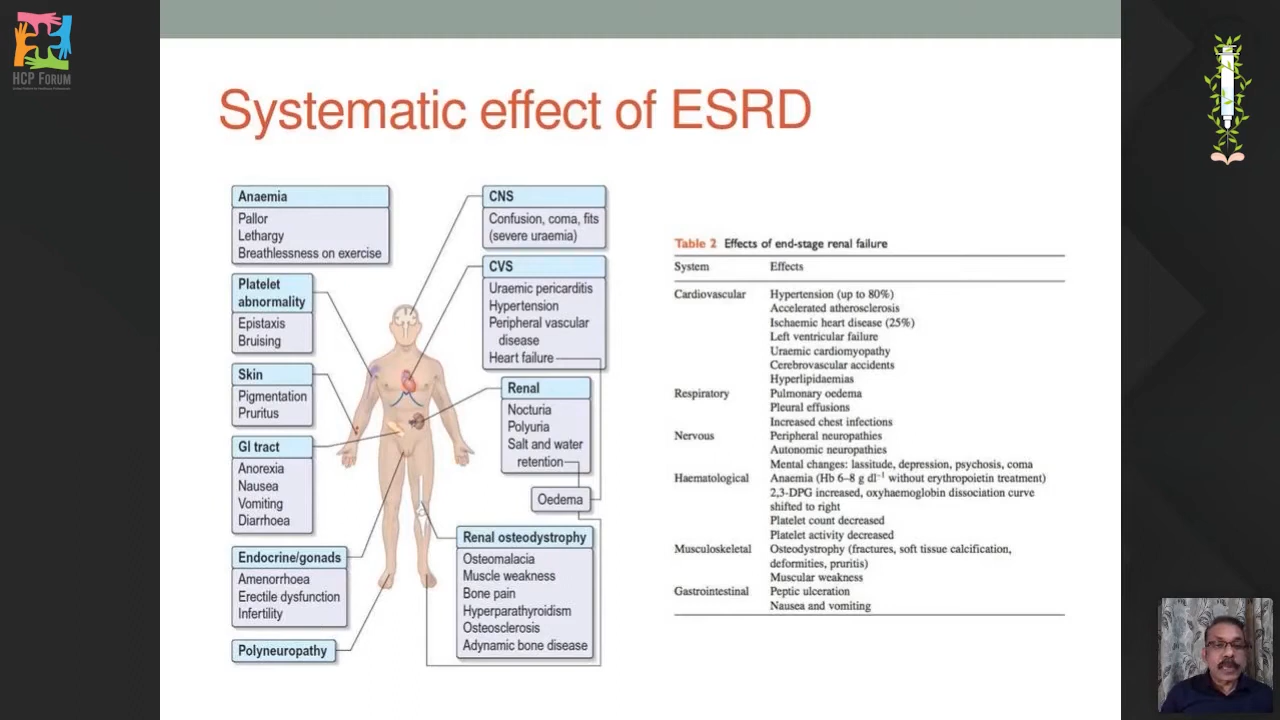 HCP FORUM
Systematic effect of ESRD
Anaemia
Pallor
Lethargy
Breathlessness on exercise
Platelet
abnormality
Epistaxis
Bruising
Skin
Pigmentation
Pruritus
GI tract
Anorexia
Nausea
Vomiting
Diarrhoea
Endocrine/gonads
Amenorrhoea
Erectile dysfunction
Infertility
Polyneuropathy
CNS
Confusion, coma, fits
(severe uraemia)
CVS
Uraemic pericarditis
Hypertension
Peripheral vascular
disease
Heart failure
Renal
Nocturia
Polyuria
Salt and water
retention
Oedema
Renal osteodystrophy
Osteomalacia
Muscle weakness
Bone pain
Hyperparathyroidism
Osteosclerosis
Adynamic bone disease
Table 2 Effects of end-stage renal failure
System Effects
Cardiovascular Hypertension (up to 80%)
Accelerated atherosclerosis
Ischaemic heart disease (25%)
Left ventricular failure
Uraemic cardiomyopathy
Cerebrovascular accidents
Hyperlipidaemias
Respiratory Pulmonary oedema
Pleural effusions
Increased chest infections
Nervous Peripheral neuropathies
Autonomic neuropathies
Mental changes: lassitude, depression, psychosis, coma
Haematological Anaemia (Hb 6–8 g dl⁻¹ without erythropoietin treatment)
2,3-DPG increased, oxyhaemoglobin dissociation curve
shifted to right
Platelet count decreased
Platelet activity decreased
Musculoskeletal Osteodystrophy (fractures, soft tissue calcification,
deformities, pruritis)
Muscular weakness
Gastrointestinal Peptic ulceration
Nausea and vomiting